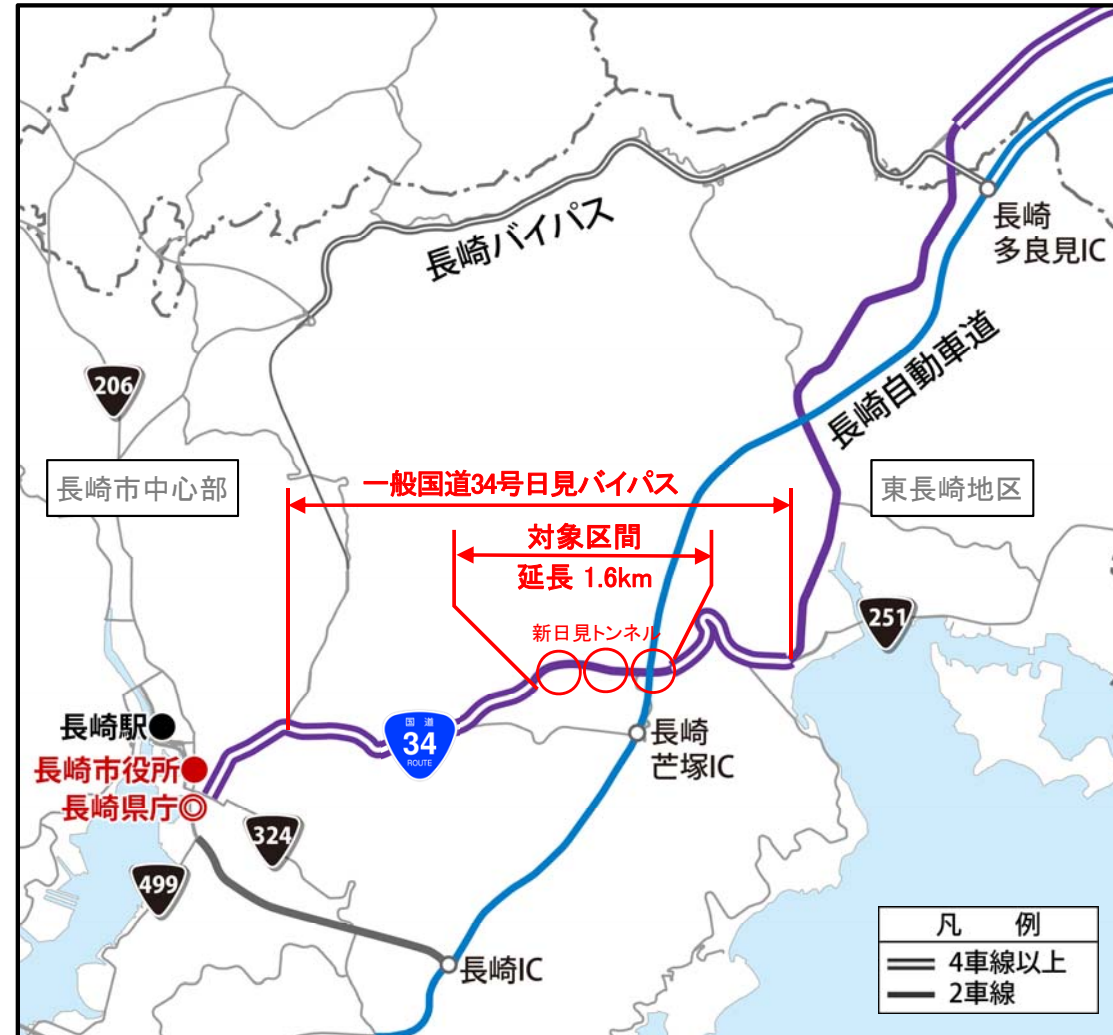 長崎バイパス
長崎
多良見IC
206
長崎自動車道
長崎市中心部
一般国道34号日見バイパス
東長崎地区
対象区間
延長 1.6km
251
新日見トンネル
長崎駅
国道
34
ROUTE
長崎
芒塚IC
長崎市役所
長崎県庁
324
499
長崎IC
凡 例
4車線以上
2車線